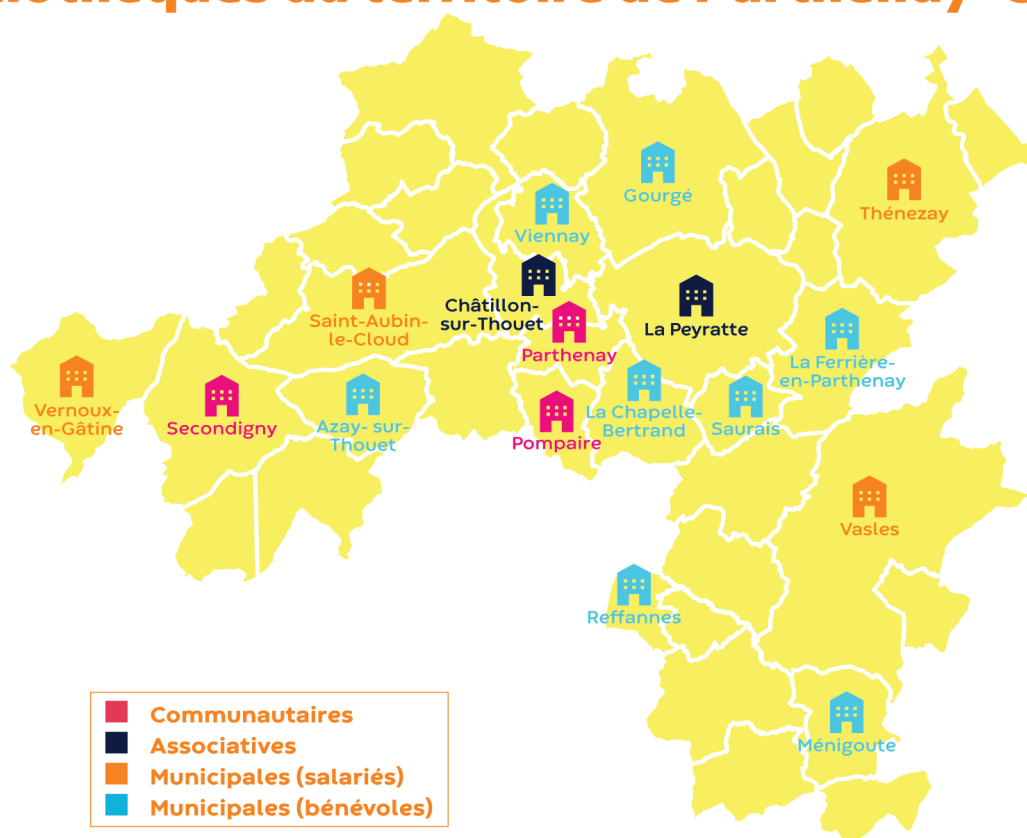 Gourgé
Thénezay
Viennay
Châtillon-
sur-Thouet
La Peyratte
Saint-Aubin-
le-Cloud
Parthenay
La Ferrière-
en-Parthenay
Vernoux-
en-Gâtine
Secondigny
Azay- sur-
Thouet
Pompaire
La Chapelle-
Bertrand
Saurais
Vasles
Reffannes
Ménigoute
Communautaires
Associatives
Municipales (salariés)
Municipales (bénévoles)